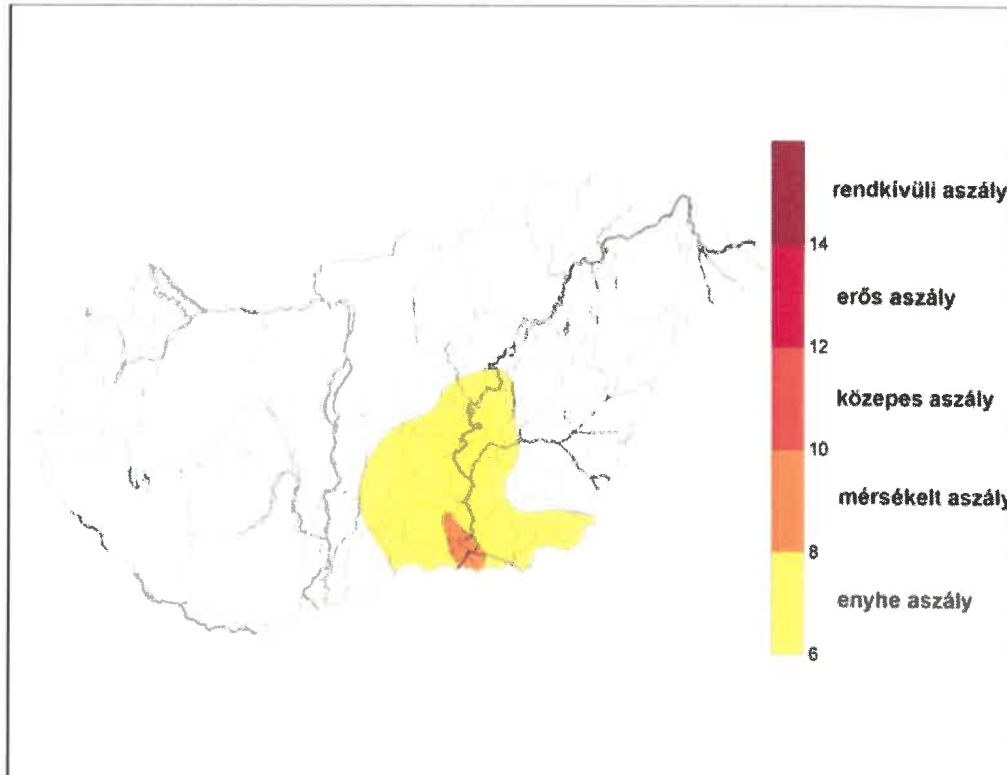 rendkívüli aszály
14
erős aszály
12
közepes aszály
10
mérsékelt aszály
8
enyhe aszály
6